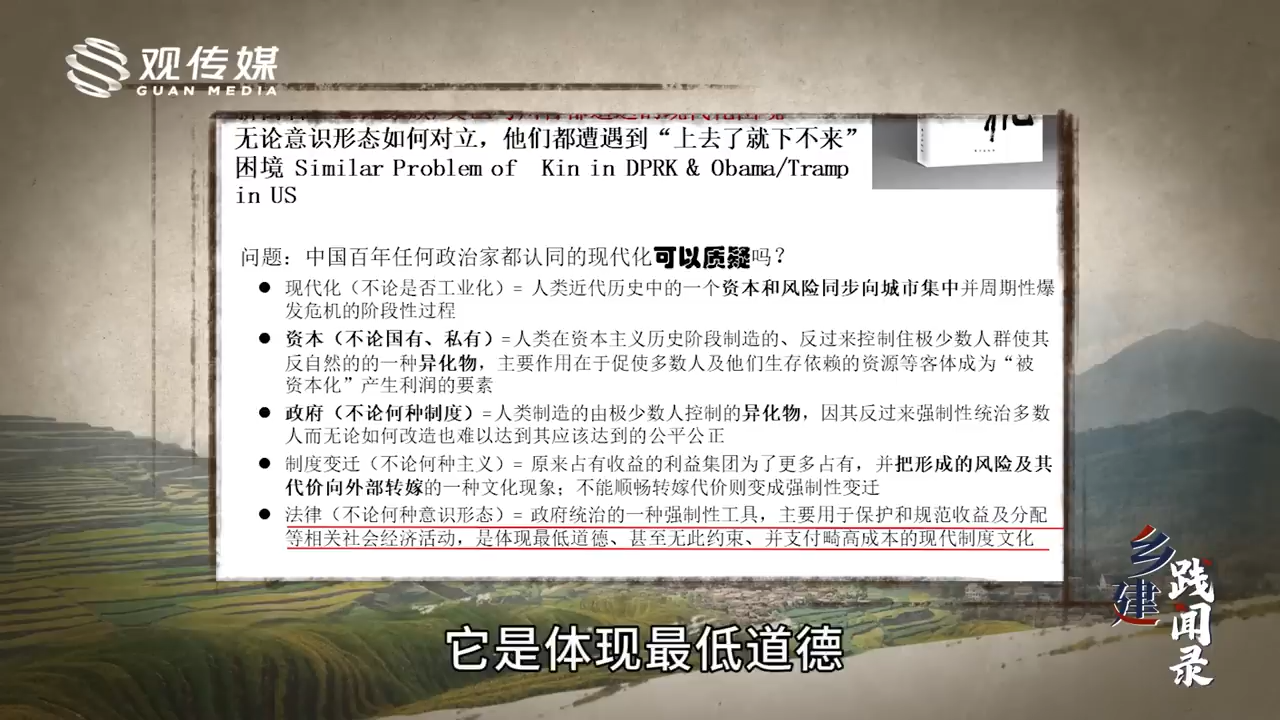 观传媒
GUAN MEDIA
无论意识形态如何对立，他们都遭遇到“上去了就下不来”
困境 Similar Problem of Kin in DPRK & Obama/Tramp
in US
问题：中国百年任何政治家都认同的现代化可以质疑吗？
● 现代化（不论是否工业化）= 人类近代历史中的一个资本和风险同步向城市集中并周期性爆
发危机的阶段性过程
● 资本（不论国有、私有）=人类在资本主义历史阶段制造的、反过来控制住极少数人群使其
反自然的的一种异化物，主要作用在于促使多数人及他们生存依赖的资源等客体成为“被
资本化”产生利润的要素
● 政府（不论何种制度）=人类制造的由极少数人控制的异化物，因其反过来强制性统治多数
人而无论如何改造也难以达到其应该达到的公平公正
● 制度变迁（不论何种主义）= 原来占有收益的利益集团为了更多占有，并把形成的风险及其
代价向外部转嫁的一种文化现象；不能顺畅转嫁代价则变成强制性变迁
● 法律（不论何种意识形态）= 政府统治的一种强制性工具，主要用于保护和规范收益及分配
等相关社会经济活动，是体现最低道德、甚至无此约束、并支付畸高成本的现代制度文化
乡建
践闻录
它是体现最低道德